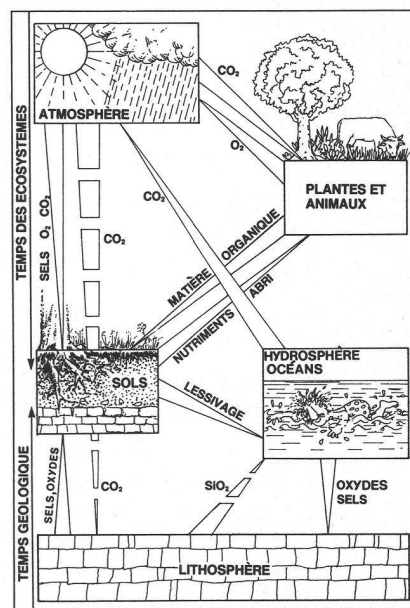 ATMOSPHÈRE
CO₂
O₂
PLANTES ET
ANIMAUX
TEMPS DES ECOSYSTÈMES
SELS O₂ CO₂
CO₂
CO₂
MATIÈRE ORGANIQUE
NUTRIMENTS ABRI
SOLS
HYDROSPHÈRE
OCÉANS
LESSIVAGE
TEMPS GEOLOGIQUE
SELS, OXYDES
CO₂
SiO₂
OXYDES
SELS
LITHOSPHÈRE